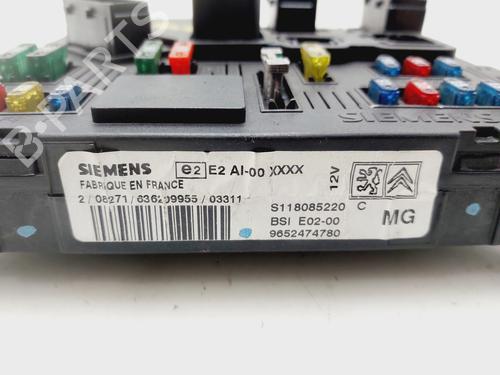 B-PARTS
SIEMENS
SIEMENS e2 E2 AI-00 XXXX
FABRIQUE EN FRANCE
2 / 08271 / 636209955 / 03311
12V
S118085220 C
BSI E02-00
9652474780
MG